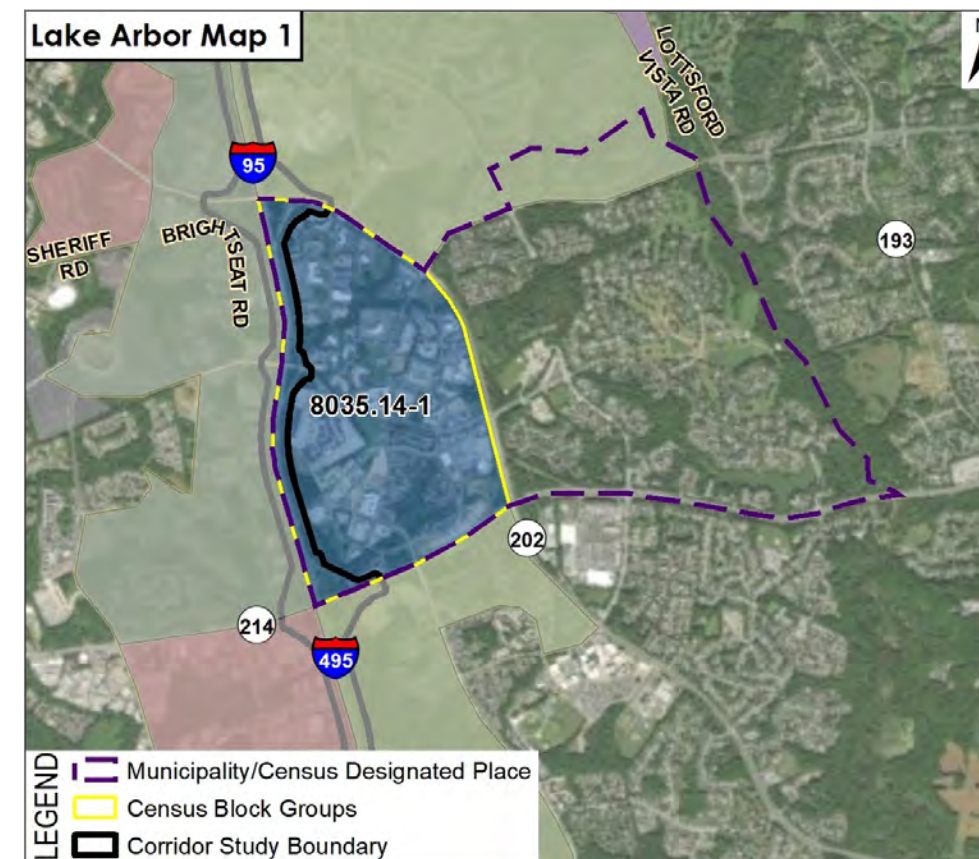 Lake Arbor Map 1
LOTTSFORD
VISTA RD
95
193
BRIGHTSEAT RD
SHERIFF
RD
8035.14-1
202
214
495
LEGEND
Municipality/Census Designated Place
Census Block Groups
Corridor Study Boundary